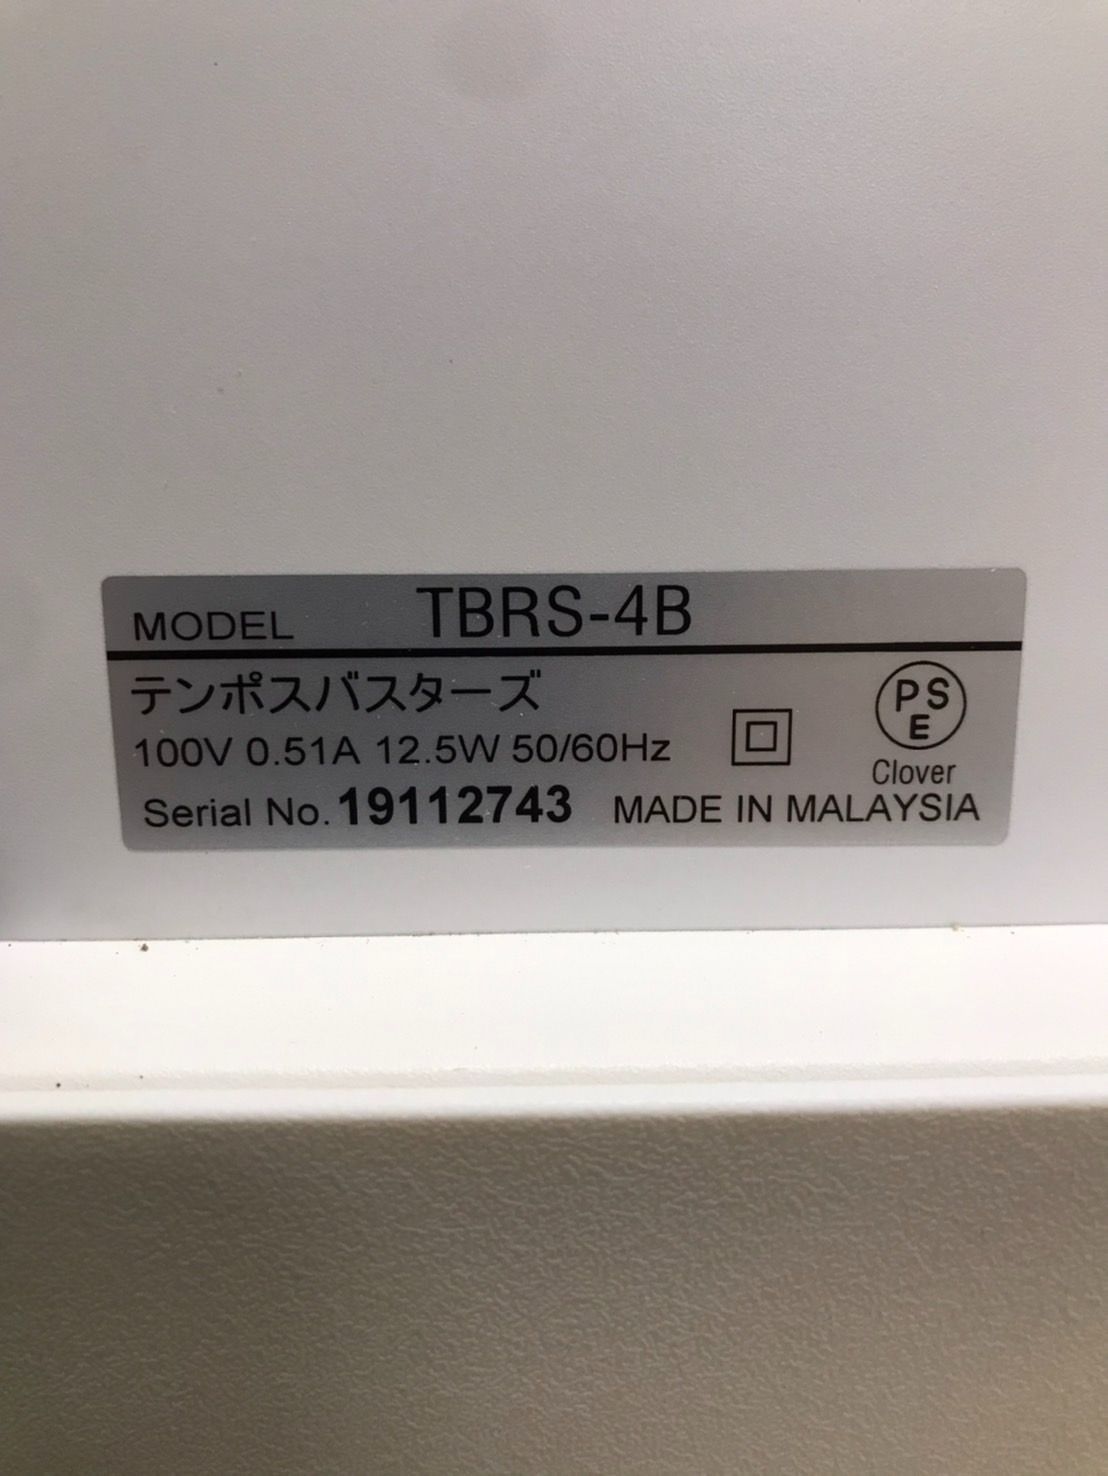 MODEL TBRS-4B
テンポスバスターズ
100V 0.51A 12.5W 50/60Hz
PS
E
Clover
Serial No. 19112743 MADE IN MALAYSIA